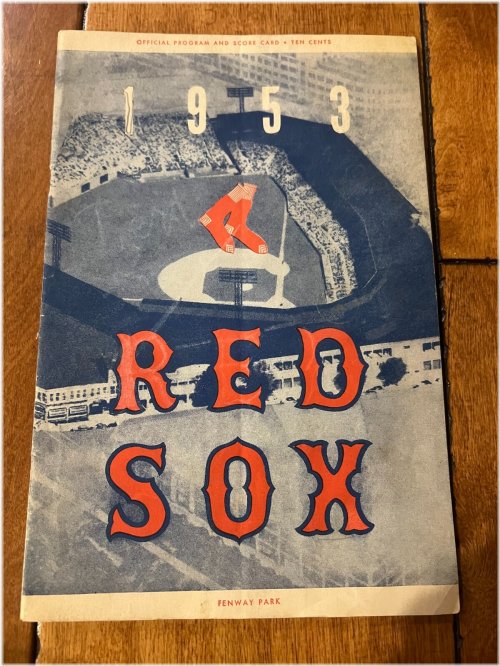 OFFICIAL PROGRAM AND SCORE CARD • TEN CENTS
1953
RED
SOX
FENWAY PARK